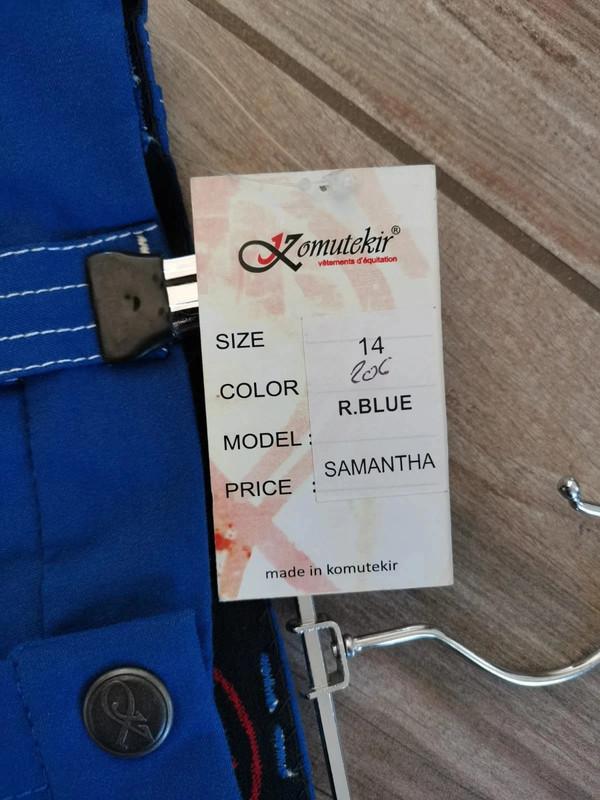 Komutekir®
vêtements d'équitation
SIZE 14
206
COLOR R.BLUE
MODEL : SAMANTHA
PRICE :
made in komutekir